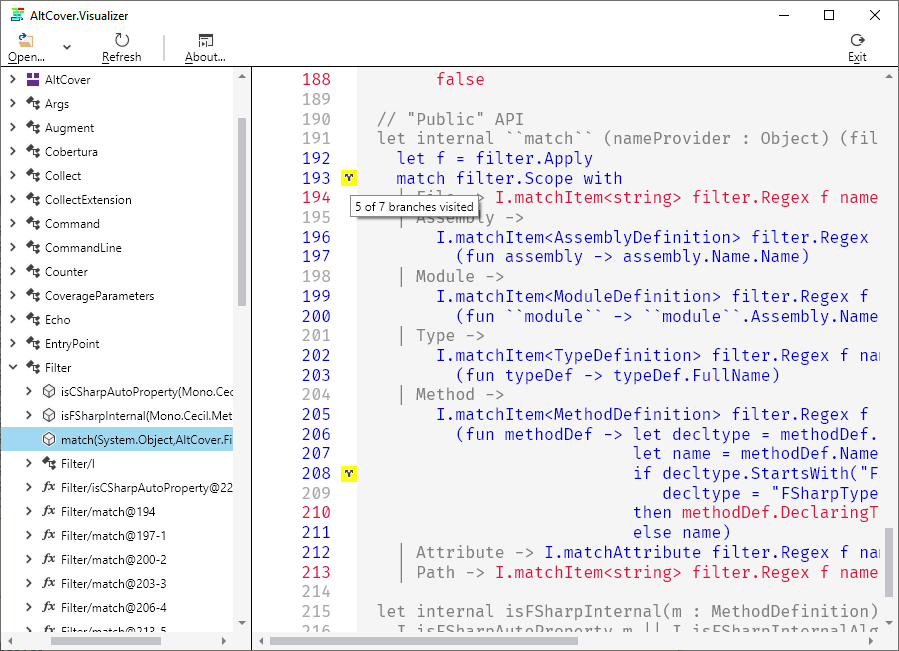 AltCover.Visualizer
Open...
Refresh
About...
Exit
AltCover
Args
Augment
Cobertura
Collect
CollectExtension
Command
CommandLine
Counter
CoverageParameters
Echo
EntryPoint
Filter
isCSharpAutoProperty(Mono.Cec
isFSharpInternal(Mono.Cecil.Met
match(System.Object,AltCover.Fi
Filter/I
Filter/isCSharpAutoProperty@22
Filter/match@194
Filter/match@197-1
Filter/match@200-2
Filter/match@203-3
Filter/match@206-4
Filter/match@213-5
188 false
189
190 // "Public" API
191 let internal ``match`` (nameProvider : Object) (fil
192 let f = filter.Apply
193 match filter.Scope with
194 | File -> I.matchItem<string> filter.Regex f name
5 of 7 branches visited
195 | Assembly ->
196 I.matchItem<AssemblyDefinition> filter.Regex
197 (fun assembly -> assembly.Name.Name)
198 | Module ->
199 I.matchItem<ModuleDefinition> filter.Regex f
200 (fun ``module`` -> ``module``.Assembly.Name
201 | Type ->
202 I.matchItem<TypeDefinition> filter.Regex f nam
203 (fun typeDef -> typeDef.FullName)
204 | Method ->
205 I.matchItem<MethodDefinition> filter.Regex f
206 (fun methodDef -> let decltype = methodDef.
207 let name = methodDef.Name
208 if decltype.StartsWith("F
209 decltype = "FSharpType
210 then methodDef.DeclaringT
211 else name)
212 | Attribute -> I.matchAttribute filter.Regex f nam
213 | Path -> I.matchItem<string> filter.Regex f name
214
215 let internal isFSharpInternal(m : MethodDefinition)
216 I.isFSharpAutoProperty m || I.isFSharpInternalAlg